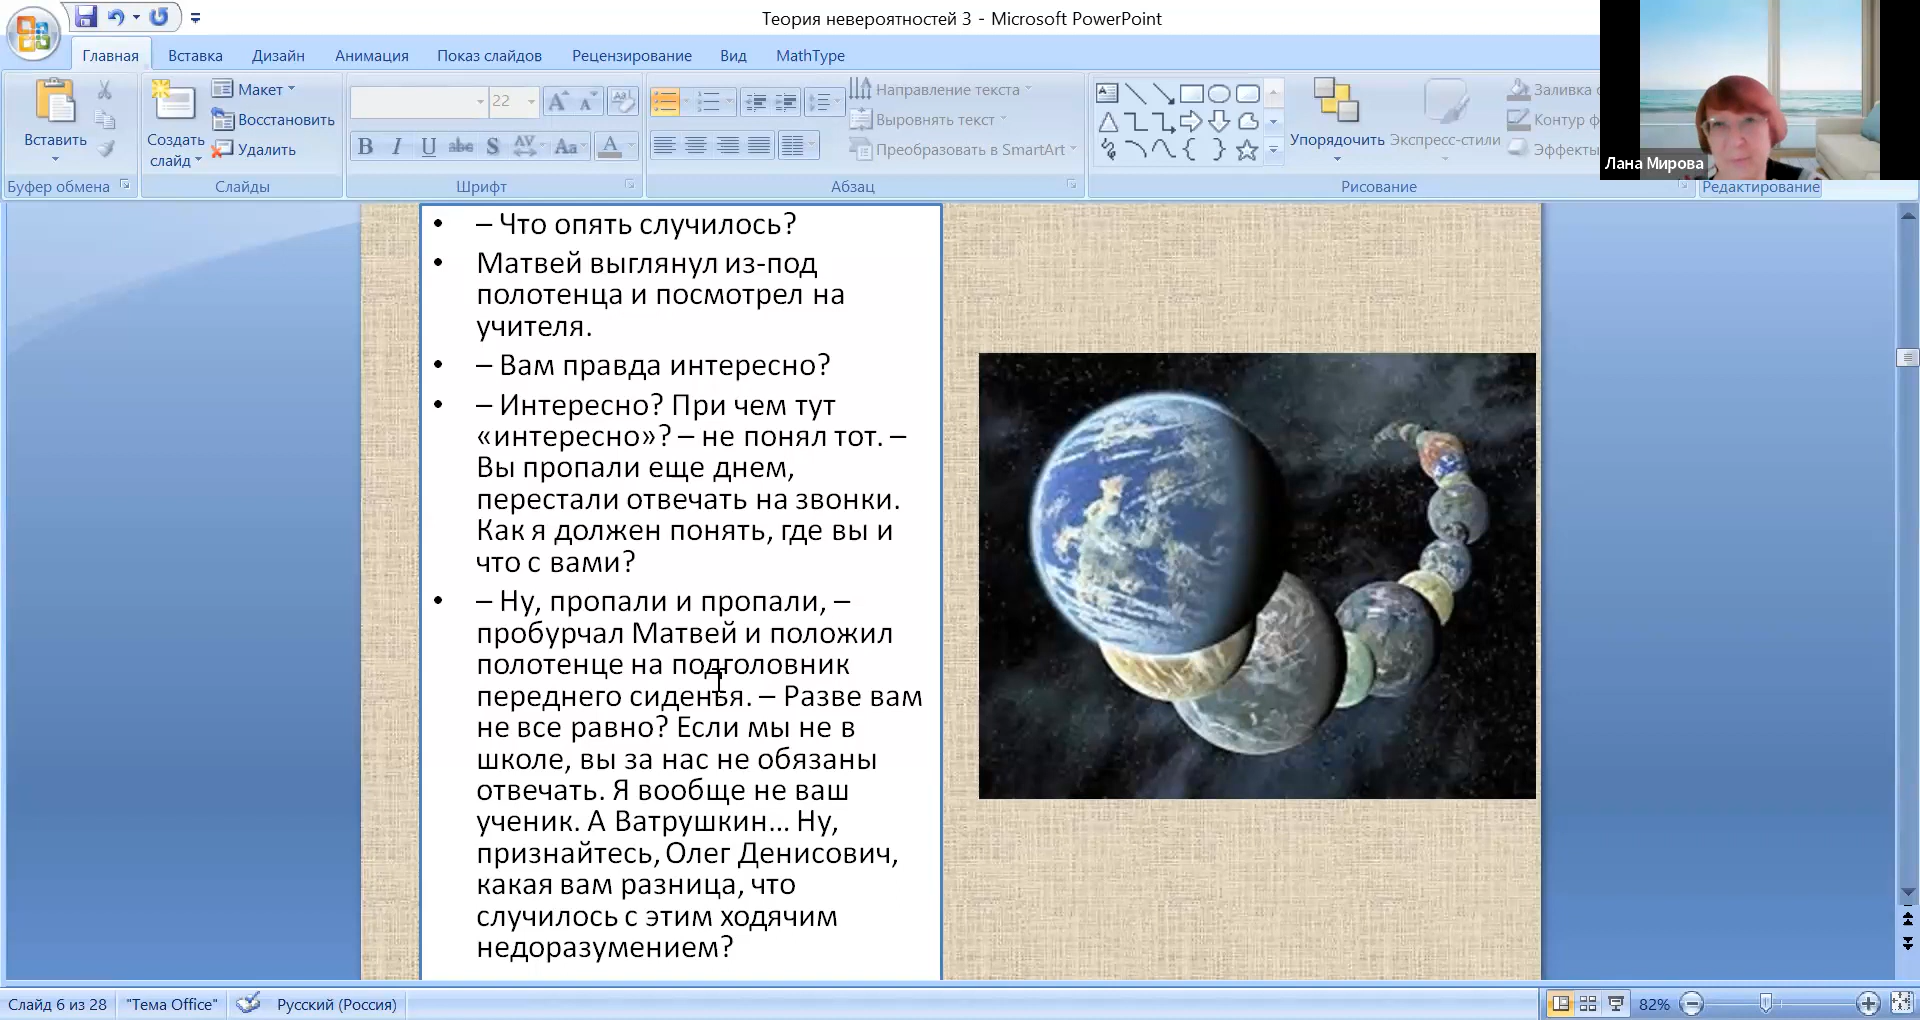 Теория невероятностей 3 - Microsoft PowerPoint
Главная Вставка Дизайн Анимация Показ слайдов Рецензирование Вид MathType
Вставить
Буфер обмена
Создать слайд
Макет
Восстановить
Удалить
Слайды
22
Шрифт
Направление текста
Выровнять текст
Преобразовать в SmartArt
Абзац
Упорядочить
Экспресс-стили
Заливка
Контур ф
Эффекты
Рисование
Редактирование
Лана Мирова
• – Что опять случилось?
• Матвей выглянул из-под
полотенца и посмотрел на
учителя.
• – Вам правда интересно?
• – Интересно? При чем тут
«интересно»? – не понял тот. –
Вы пропали еще днем,
перестали отвечать на звонки.
Как я должен понять, где вы и
что с вами?
• – Ну, пропали и пропали, –
пробурчал Матвей и положил
полотенце на подголовник
переднего сиденья. – Разве вам
не все равно? Если мы не в
школе, вы за нас не обязаны
отвечать. Я вообще не ваш
ученик. А Ватрушкин... Ну,
признайтесь, Олег Денисович,
какая вам разница, что
случилось с этим ходячим
недоразумением?
Слайд 6 из 28 "Тема Office" Русский (Россия) 82%